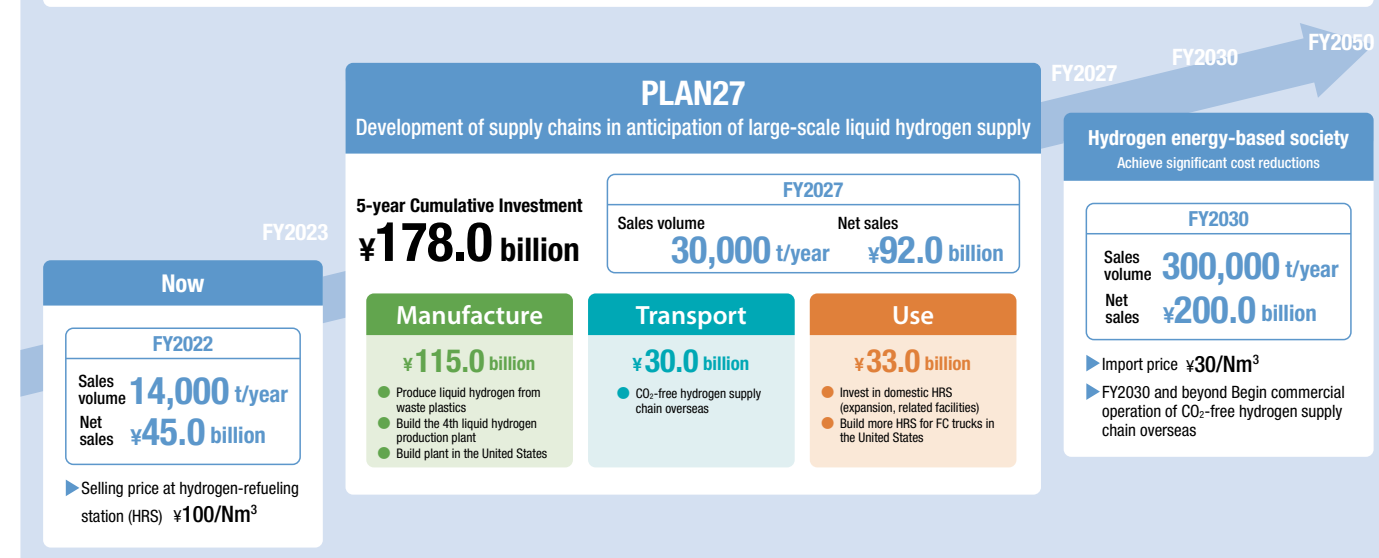 FY2023
Now
FY2022
Sales volume 14,000 t/year
Net sales ¥45.0 billion
▶Selling price at hydrogen-refueling
station (HRS) ¥100/Nm³
PLAN27
Development of supply chains in anticipation of large-scale liquid hydrogen supply
5-year Cumulative Investment
¥178.0 billion
FY2027
Sales volume
30,000 t/year
Net sales
¥92.0 billion
Manufacture
¥115.0 billion
● Produce liquid hydrogen from
waste plastics
● Build the 4th liquid hydrogen
production plant
● Build plant in the United States
Transport
¥30.0 billion
● CO₂-free hydrogen supply
chain overseas
Use
¥33.0 billion
● Invest in domestic HRS
(expansion, related facilities)
● Build more HRS for FC trucks in
the United States
FY2027
FY2030
FY2050
Hydrogen energy-based society
Achieve significant cost reductions
FY2030
Sales volume 300,000 t/year
Net sales ¥200.0 billion
▶Import price ¥30/Nm³
▶FY2030 and beyond Begin commercial
operation of CO₂-free hydrogen supply
chain overseas